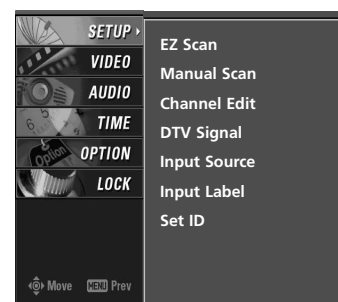 SETUP
VIDEO
AUDIO
TIME
OPTION
LOCK
Move MENU Prev
EZ Scan
Manual Scan
Channel Edit
DTV Signal
Input Source
Input Label
Set ID